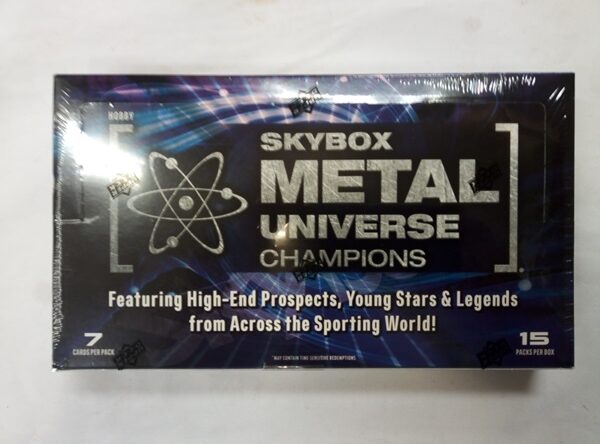 HOBBY
SKYBOX
METAL
UNIVERSE
CHAMPIONS
Featuring High-End Prospects, Young Stars & Legends
from Across the Sporting World!
7
CARDS PER PACK
*MAY CONTAIN TIME SENSITIVE REDEMPTIONS
15
PACKS PER BOX